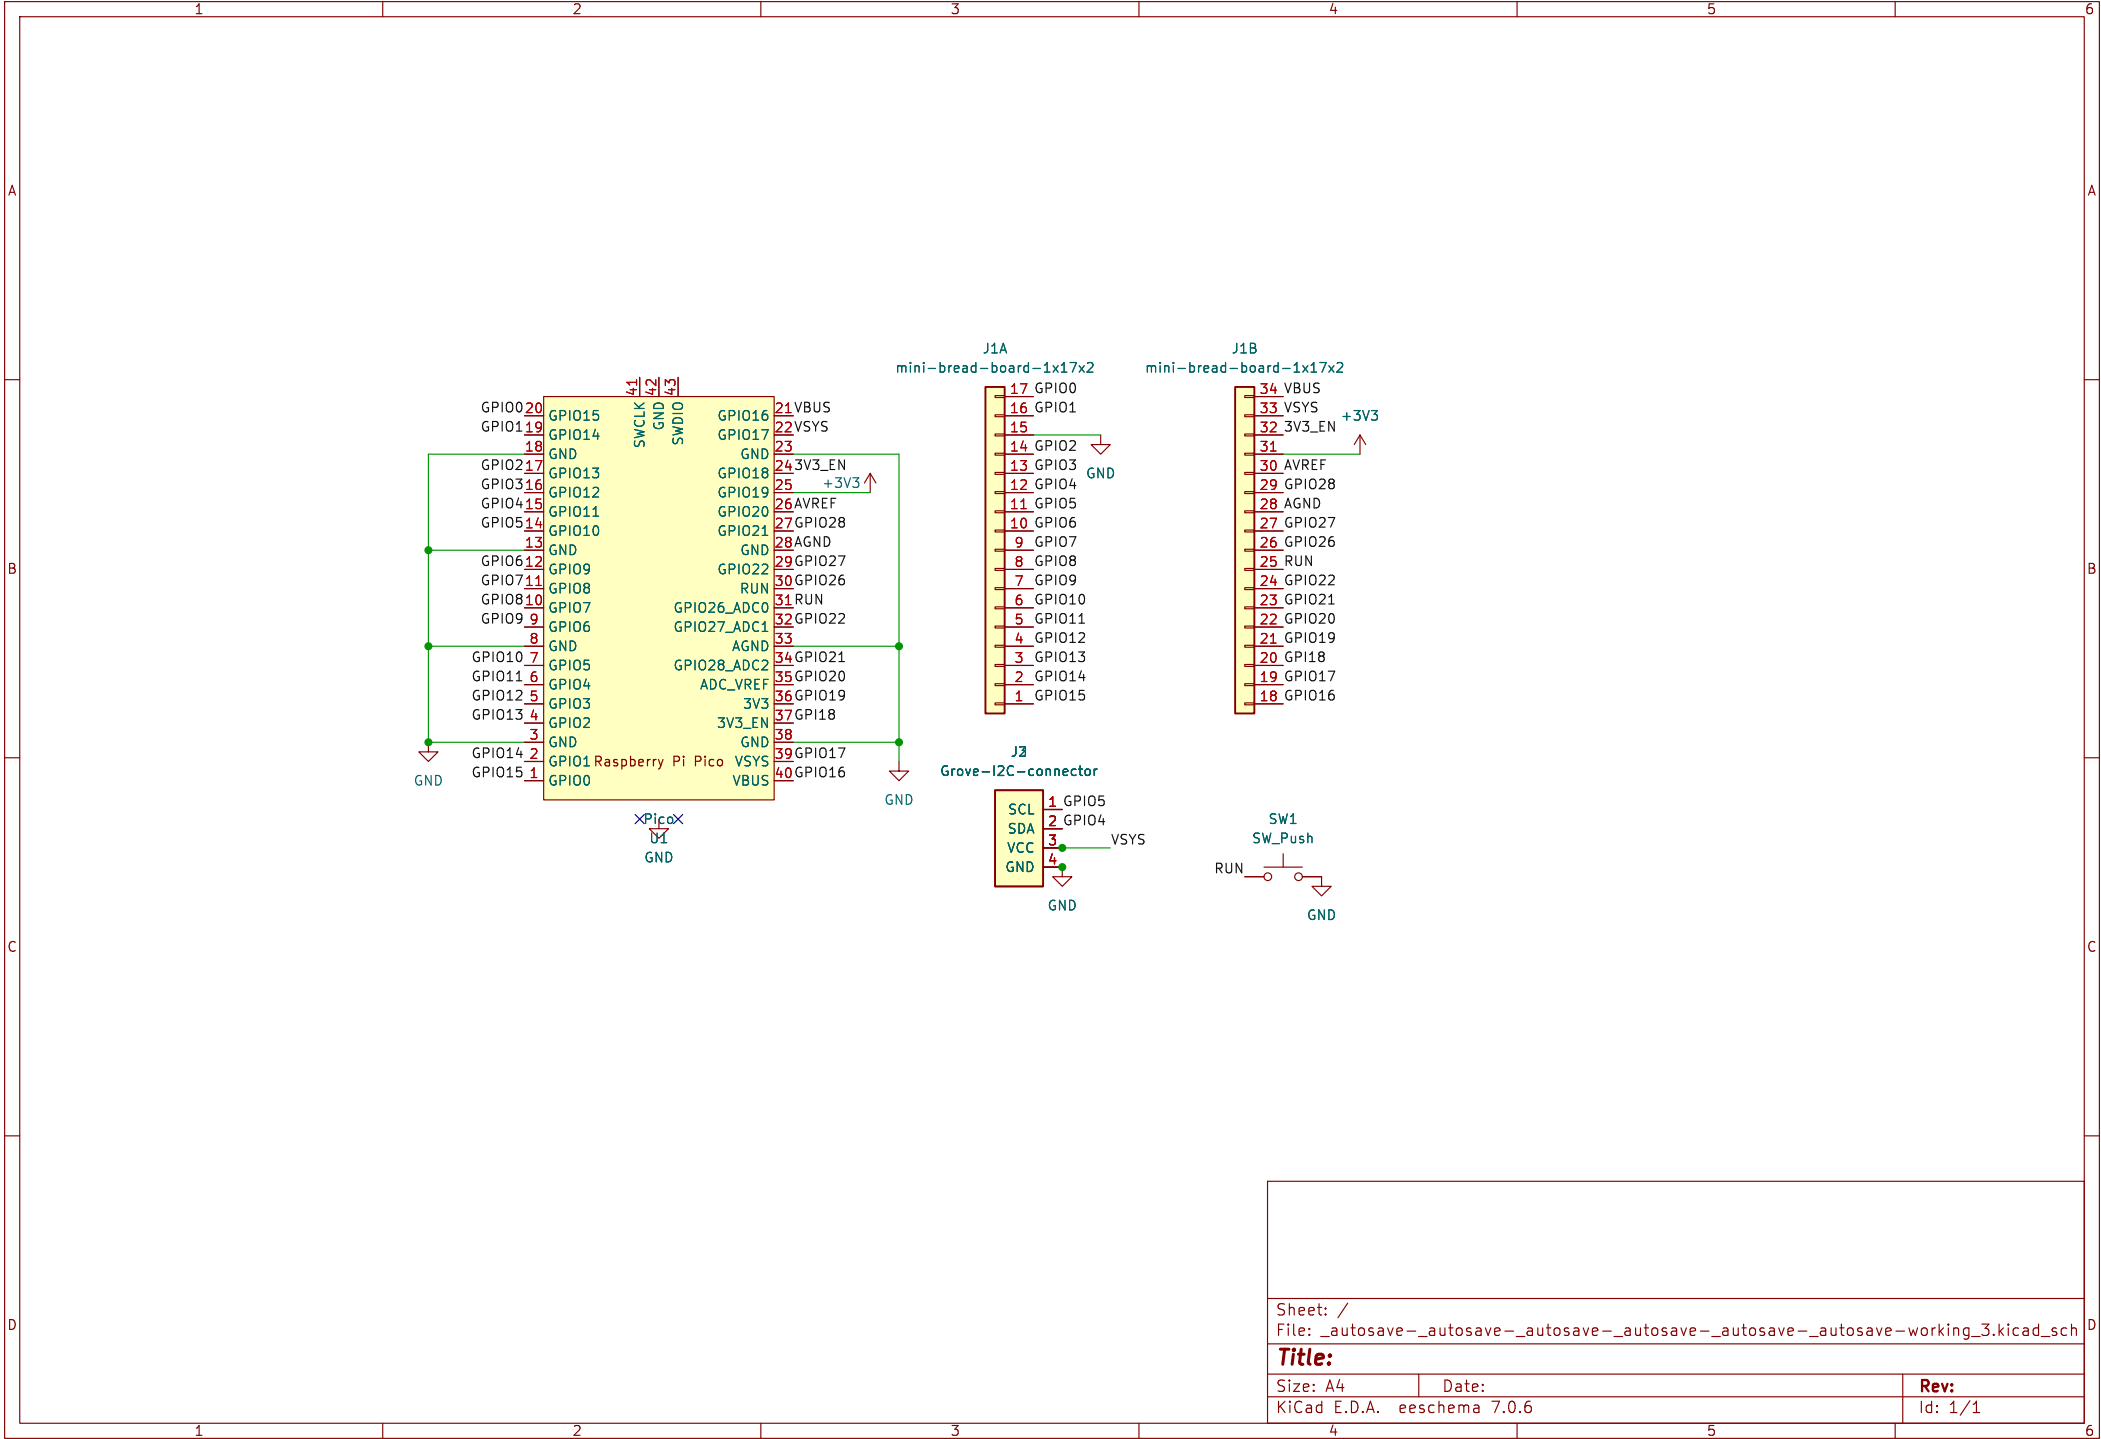 1 2 3 4 5 6
A A
B B
C C
D D
1 2 3 4 5 6
41 42 43
SWCLK GND SWDIO
GPIO0 20 GPIO15
GPIO1 19 GPIO14
18 GND
GPIO2 17 GPIO13
GPIO3 16 GPIO12
GPIO4 15 GPIO11
GPIO5 14 GPIO10
13 GND
GPIO6 12 GPIO9
GPIO7 11 GPIO8
GPIO8 10 GPIO7
GPIO9 9 GPIO6
8 GND
GPIO10 7 GPIO5
GPIO11 6 GPIO4
GPIO12 5 GPIO3
GPIO13 4 GPIO2
3 GND
GPIO14 2 GPIO1
GPIO15 1 GPIO0
GND
Raspberry Pi Pico
GPIO16 21 VBUS
GPIO17 22 VSYS
GND 23
GPIO18 24 3V3_EN
GPIO19 25 +3V3
GPIO20 26 AVREF
GPIO21 27 GPIO28
GND 28 AGND
GPIO22 29 GPIO27
RUN 30 GPIO26
GPIO26_ADC0 31 RUN
GPIO27_ADC1 32 GPIO22
AGND 33
GPIO28_ADC2 34 GPIO21
ADC_VREF 35 GPIO20
3V3 36 GPIO19
3V3_EN 37 GPI18
GND 38
VSYS 39 GPIO17
VBUS 40 GPIO16
GND
Pico
U1
GND
J1A
mini-bread-board-1x17x2
17 GPIO0
16 GPIO1
15
GND
14 GPIO2
13 GPIO3
12 GPIO4
11 GPIO5
10 GPIO6
9 GPIO7
8 GPIO8
7 GPIO9
6 GPIO10
5 GPIO11
4 GPIO12
3 GPIO13
2 GPIO14
1 GPIO15
J1B
mini-bread-board-1x17x2
34 VBUS
33 VSYS
+3V3
32 3V3_EN
31
30 AVREF
29 GPIO28
28 AGND
27 GPIO27
26 GPIO26
25 RUN
24 GPIO22
23 GPIO21
22 GPIO20
21 GPIO19
20 GPI18
19 GPIO17
18 GPIO16
Grove-I2C-connector
SCL 1 GPIO5
SDA 2 GPIO4
VCC 3 VSYS
GND 4
GND
SW1
SW_Push
RUN
GND
Sheet: /
File: _autosave-_autosave-_autosave-_autosave-_autosave-_autosave-working_3.kicad_sch
Title:
Size: A4 Date: Rev:
KiCad E.D.A. eeschema 7.0.6 Id: 1/1